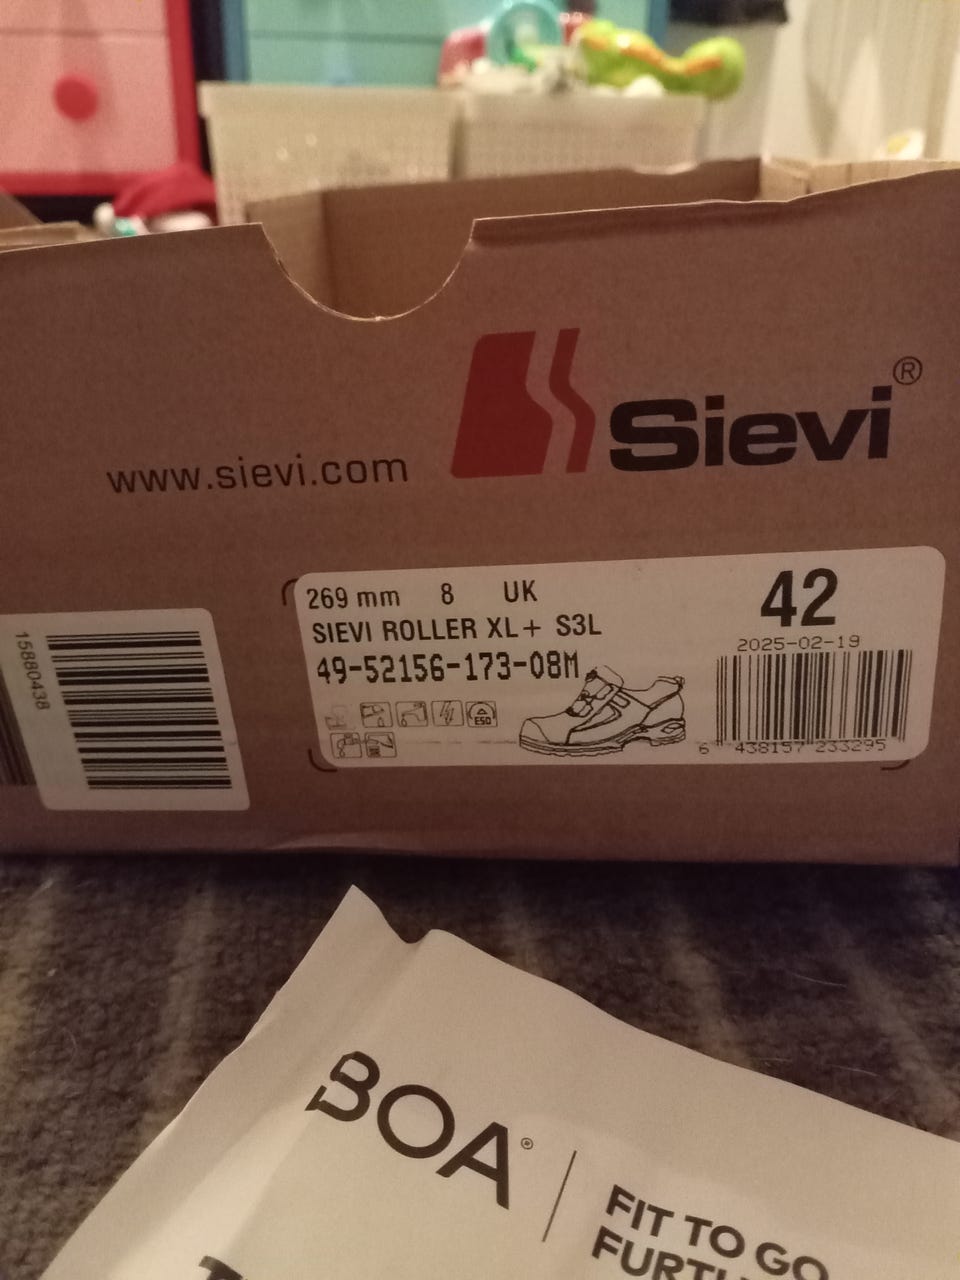 Sievi®
www.sievi.com
269 mm 8 UK
42
SIEVI ROLLER XL+ S3L
2025-02-19
49-52156-173-08M
ESD
6 438157 233295
15880438
BOA®
FIT TO GO